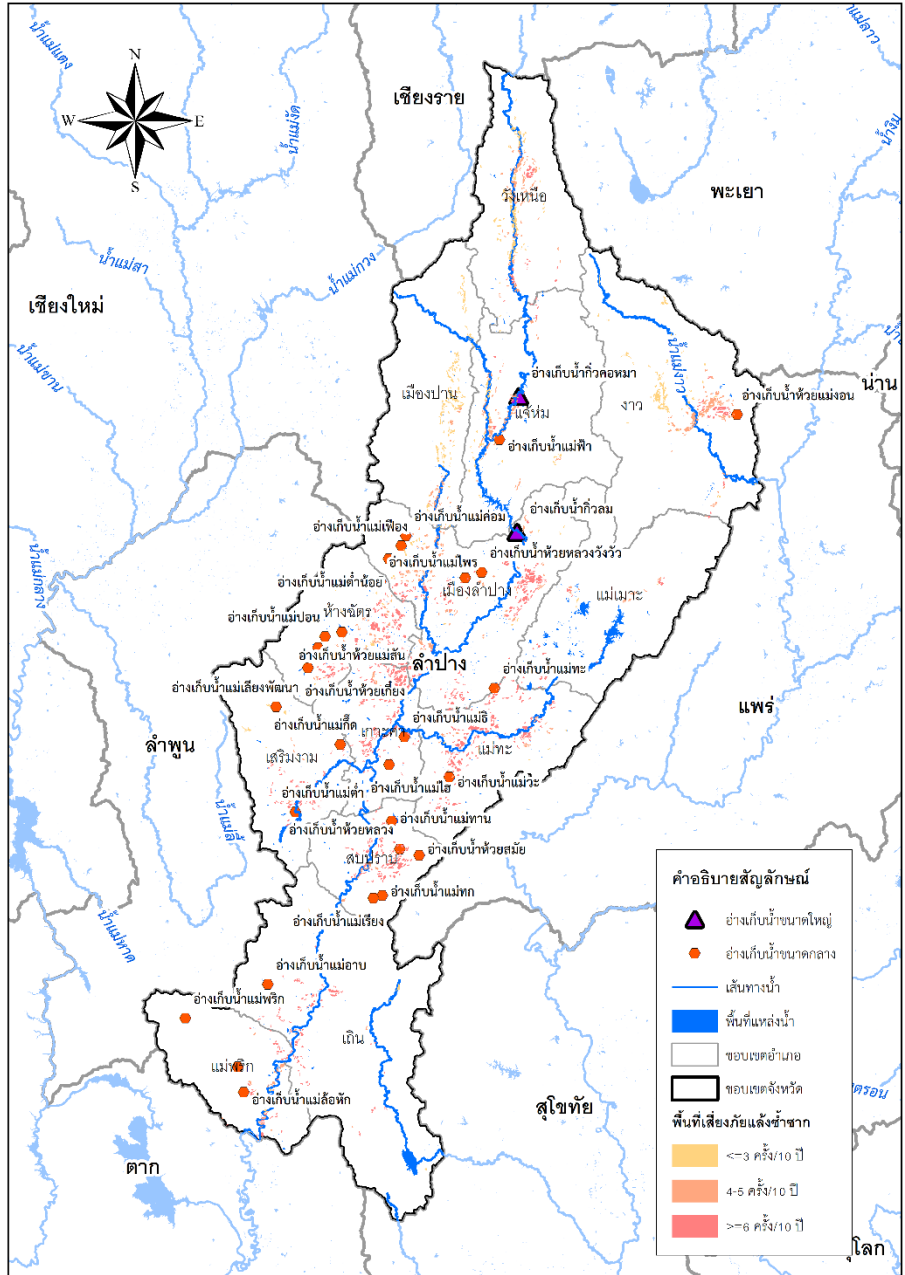 น้ำแม่แตง
น้ำแม่งัด
น้ำแม่ลาว
N
W
E
S
เชียงราย
น้ำงิม
วังเหนือ
พะเยา
น้ำแม่สา
น้ำแม่กวง
เชียงใหม่
น้ำแม่ขาน
น้ำแม่งาว
อ่างเก็บน้ำกิ่วคอหมา
เมืองปาน
แจ้ห่ม
งาว
อ่างเก็บน้ำห้วยแม่งอน
น่าน
อ่างเก็บน้ำแม่ฟ้า
อ่างเก็บน้ำแม่ค่อม
อ่างเก็บน้ำกิ่วลม
อ่างเก็บน้ำแม่เฟือง
อ่างเก็บน้ำแม่ไพร
อ่างเก็บน้ำห้วยหลวงวังวัว
อ่างเก็บน้ำแม่ต๋ำน้อย
เมืองลำปาง
แม่เมาะ
น้ำแม่กลาง
อ่างเก็บน้ำแม่ปอน
ห้างฉัตร
อ่างเก็บน้ำห้วยแม่สัน
ลำปาง
อ่างเก็บน้ำแม่ทะ
อ่างเก็บน้ำแม่เลียงพัฒนา
อ่างเก็บน้ำห้วยเกี๋ยง
แพร่
อ่างเก็บน้ำแม่กึ๊ด
อ่างเก็บน้ำแม่ธิ
เกาะคา
ลำพูน
เสริมงาม
แม่ทะ
อ่างเก็บน้ำแม่ต๋ำ
อ่างเก็บน้ำแม่ไฮ
อ่างเก็บน้ำแม่วะ
น้ำแม่ลี้
อ่างเก็บน้ำห้วยหลวง
อ่างเก็บน้ำแม่ทาน
สบปราบ
อ่างเก็บน้ำห้วยสมัย
อ่างเก็บน้ำแม่ทก
อ่างเก็บน้ำแม่เรียง
น้ำแม่หาด
อ่างเก็บน้ำแม่อาบ
อ่างเก็บน้ำแม่พริก
เถิน
แม่พริก
อ่างเก็บน้ำแม่ล้อหัก
สุโขทัย
ตาก
คำอธิบายสัญลักษณ์
อ่างเก็บน้ำขนาดใหญ่
อ่างเก็บน้ำขนาดกลาง
เส้นทางน้ำ
พื้นที่แหล่งน้ำ
ขอบเขตอำเภอ
ขอบเขตจังหวัด
พื้นที่เสี่ยงภัยแล้งซ้ำซาก
<=3 ครั้ง/10 ปี
4-5 ครั้ง/10 ปี
>=6 ครั้ง/10 ปี
ตรอน
ุโลก